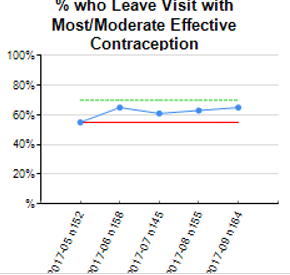 % who Leave Visit with
Most/Moderate Effective
Contraception
100%
80%
60%
40%
20%
%
2017-05 n152
2017-06 n158
2017-07 n145
2017-08 n155
2017-09 n164